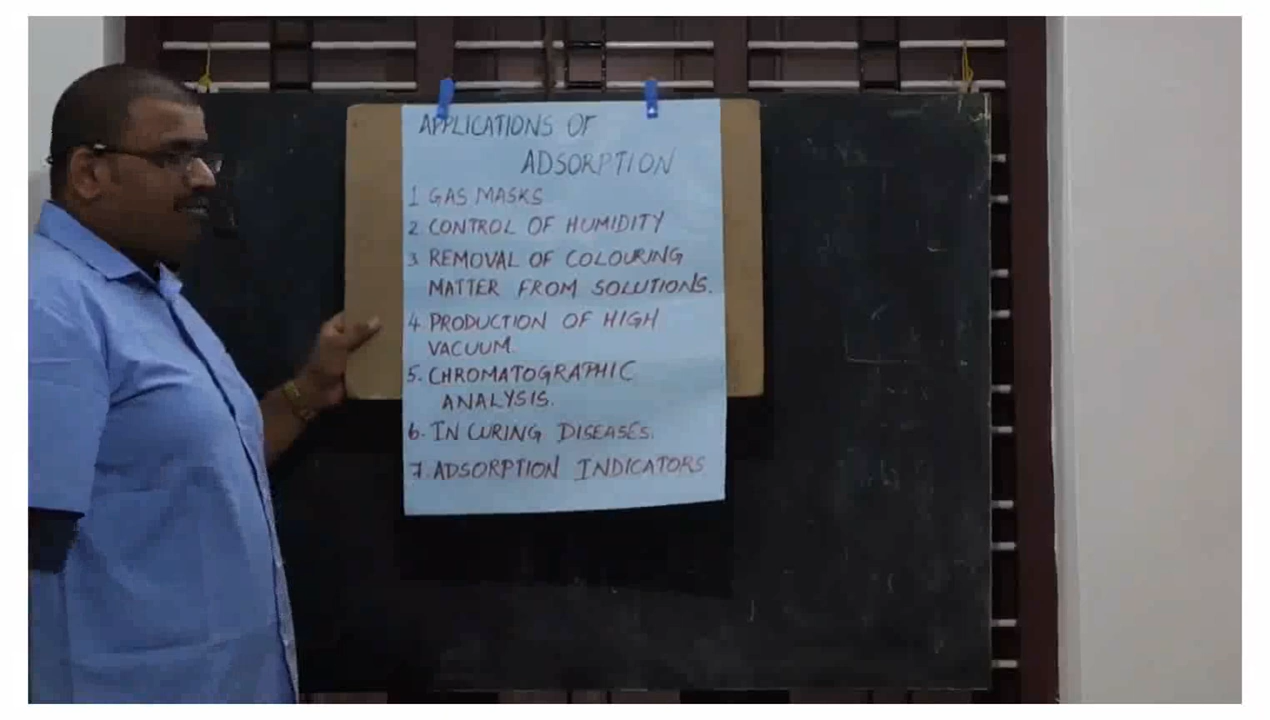 APPLICATIONS OF
ADSORPTION
1 GAS MASKS
2 CONTROL OF HUMIDITY
3 REMOVAL OF COLOURING
MATTER FROM SOLUTIONS.
4. PRODUCTION OF HIGH
VACUUM.
5. CHROMATOGRAPHIC
ANALYSIS.
6. IN CURING DISEASES.
7. ADSORPTION INDICATORS